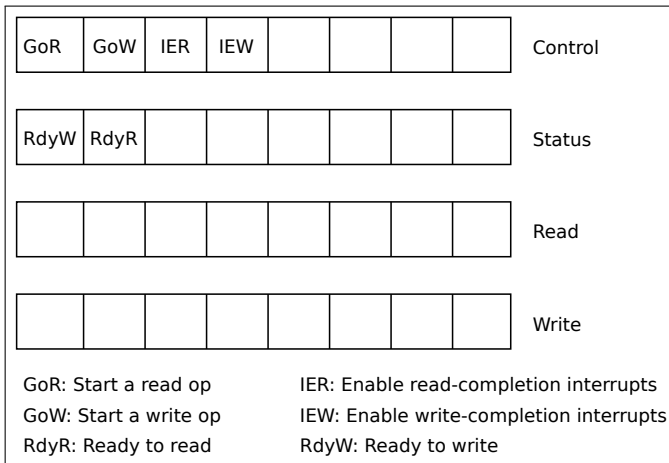 GoR GoW IER IEW Control
RdyW RdyR Status
Read
Write
GoR: Start a read op IER: Enable read-completion interrupts
GoW: Start a write op IEW: Enable write-completion interrupts
RdyR: Ready to read RdyW: Ready to write